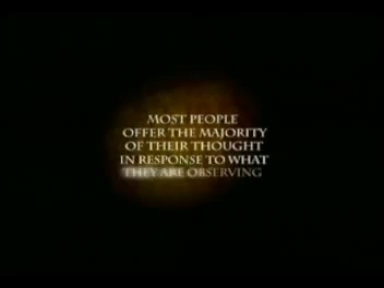 MOST PEOPLE
OFFER THE MAJORITY
OF THEIR THOUGHT
IN RESPONSE TO WHAT
THEY ARE OBSERVING